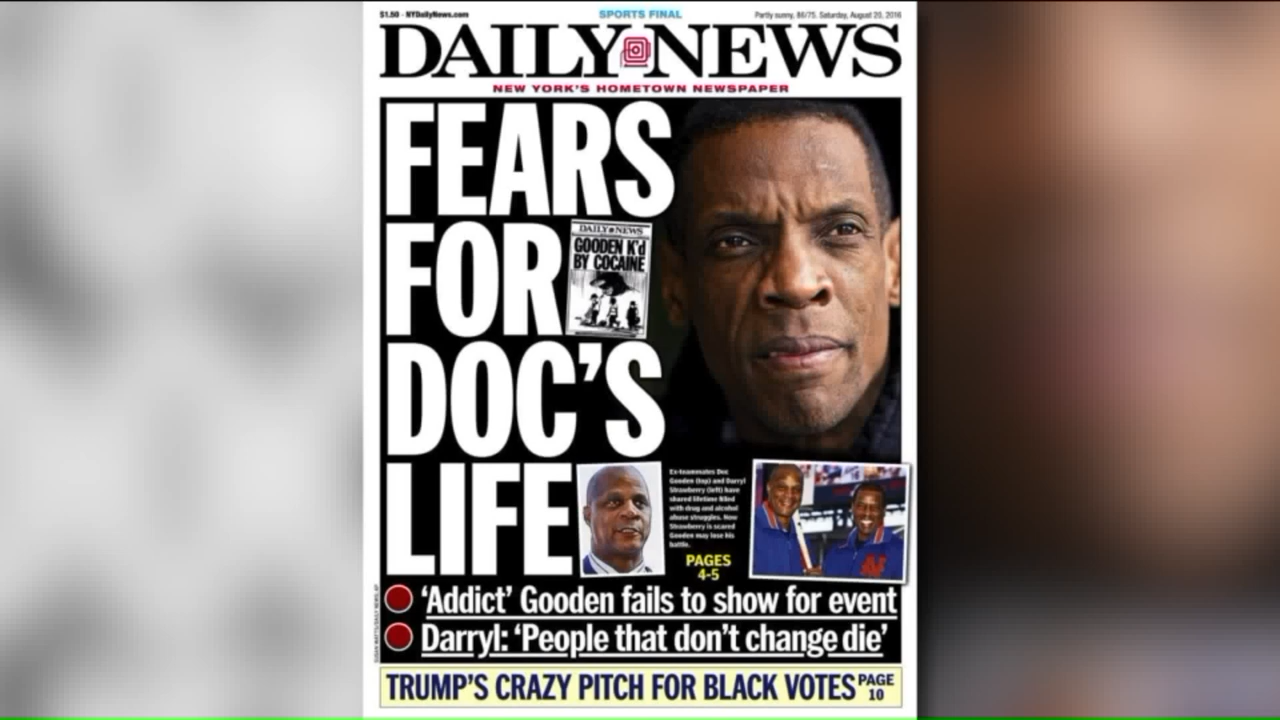 $1.50 · NYDailyNews.com
SPORTS FINAL
Partly sunny, 86/75. Saturday, August 20, 2016
DAILY NEWS
NEW YORK'S HOMETOWN NEWSPAPER
FEARS
FOR
DAILY NEWS
GOODEN K'd
BY COCAINE
DOC'S
LIFE
Ex-teammates Doc
Gooden (top) and Darryl
Strawberry (left) have
shared lifetime filled
with drug and alcohol
abuse struggles. Now
Strawberry is scared
Gooden may lose his
battle.
PAGES
4-5
'Addict' Gooden fails to show for event
Darryl: 'People that don't change die'
TRUMP'S CRAZY PITCH FOR BLACK VOTES PAGE
10